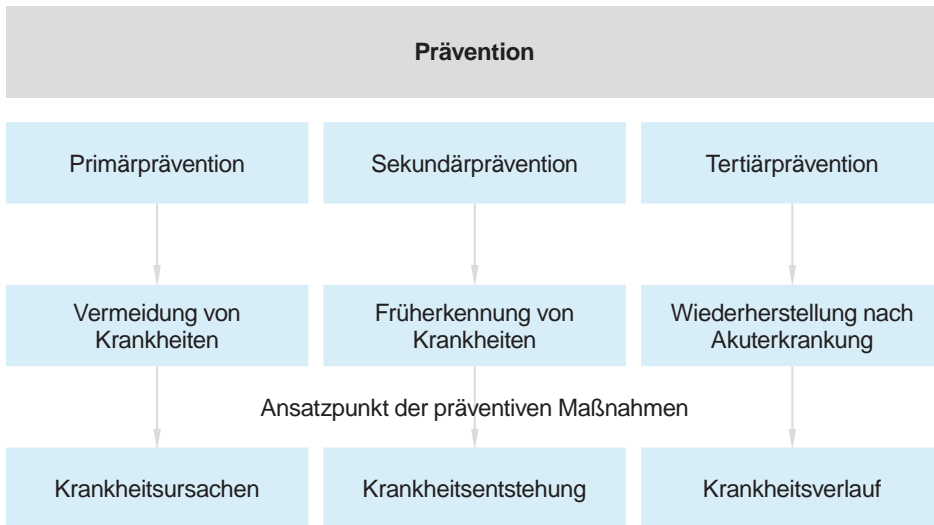 Prävention
Primärprävention
Sekundärprävention
Tertiärprävention
Vermeidung von
Krankheiten
Früherkennung von
Krankheiten
Wiederherstellung nach
Akuterkrankung
Ansatzpunkt der präventiven Maßnahmen
Krankheitsursachen
Krankheitsentstehung
Krankheitsverlauf